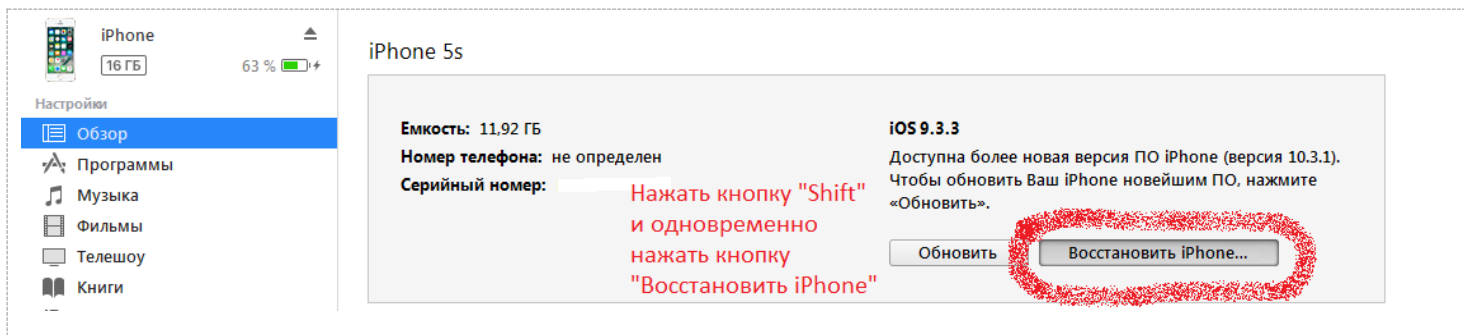 iPhone
16 ГБ
63 %
Настройки
Обзор
Программы
Музыка
Фильмы
Телешоу
Книги
iPhone 5s
Емкость: 11,92 ГБ
Номер телефона: не определен
Серийный номер:
Нажать кнопку "Shift"
и одновременно
нажать кнопку
"Восстановить iPhone"
iOS 9.3.3
Доступна более новая версия ПО iPhone (версия 10.3.1).
Чтобы обновить Ваш iPhone новейшим ПО, нажмите
«Обновить».
Обновить
Восстановить iPhone...